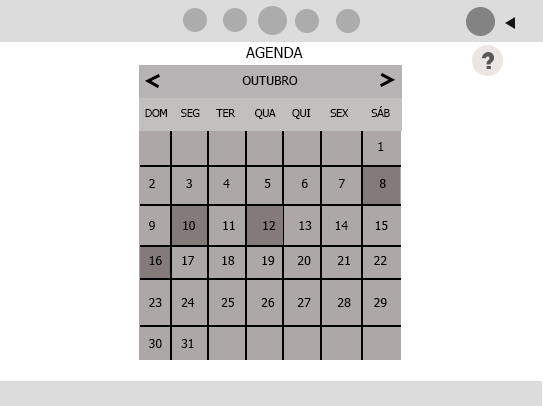 AGENDA
?
< OUTUBRO >
DOM SEG TER QUA QUI SEX SÁB
1
2 3 4 5 6 7 8
9 10 11 12 13 14 15
16 17 18 19 20 21 22
23 24 25 26 27 28 29
30 31